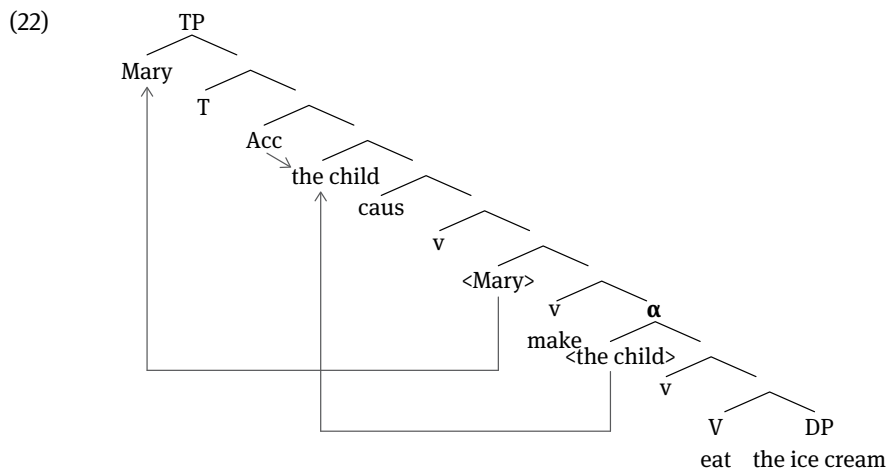 (22)
TP
Mary
T
Acc
the child
caus
v
<Mary>
v
α
make
<the child>
v
V DP
eat the ice cream